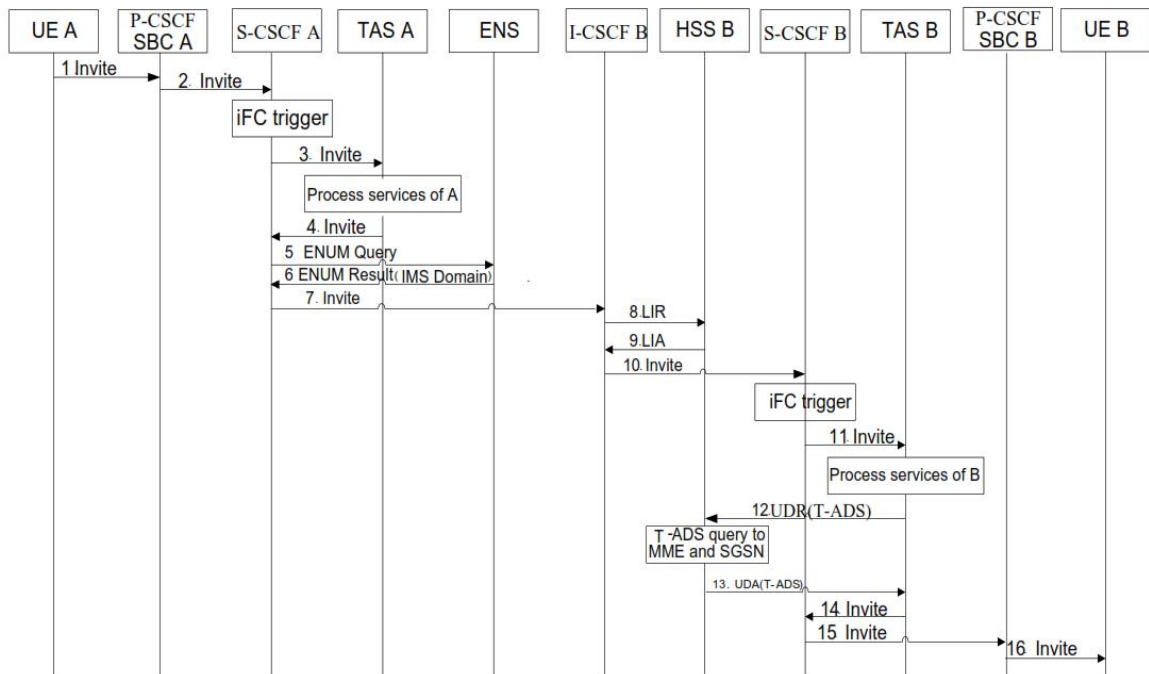 UE A
P-CSCF
SBC A
S-CSCF A
TAS A
ENS
I-CSCF B
HSS B
S-CSCF B
TAS B
P-CSCF
SBC B
UE B
1 Invite
2. Invite
iFC trigger
3. Invite
Process services of A
4. Invite
5 ENUM Query
6 ENUM Result(IMS Domain)
7. Invite
8.LIR
9.LIA
10. Invite
iFC trigger
11. Invite
Process services of B
12.UDR(T-ADS)
T-ADS query to
MME and SGSN
13. UDA(T-ADS)
14 Invite
15 Invite
16. Invite